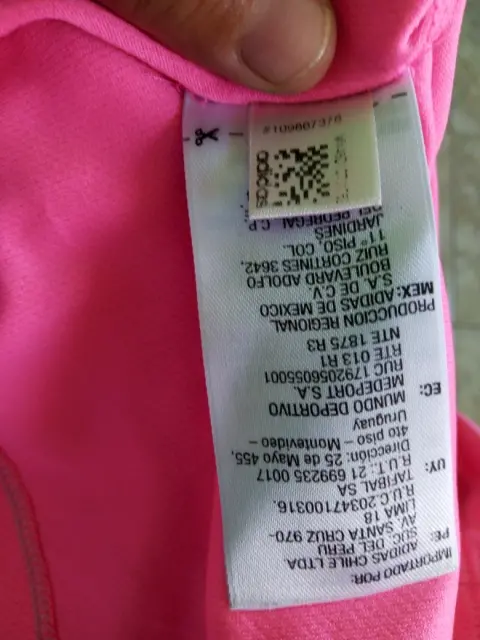 IMPORTADO POR:
PE: ADIDAS CHILE LTDA
SUC. DEL PERU
AV. SANTA CRUZ 970-
LIMA 18
R.U.C.20347100316.
UY: TAFIBAL SA
R.U.T.: 21 699235 0017
Dirección: 25 de Mayo 455,
4to piso – Montevideo –
Uruguay
EC: MUNDO DEPORTIVO
MEDEPORT S.A.
RUC 1792056055001
RTE 013 R1
NTE 1875 R3
PRODUCCION REGIONAL
MEX: ADIDAS DE MEXICO
S.A. DE C.V.
BOULEVARD ADOLFO
RUIZ CORTINES 3642.
11° PISO, COL.
JARDINES
DEL PEDREGAL C.P.
adidas